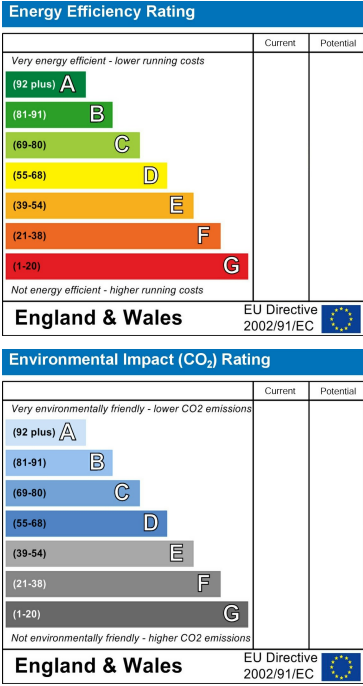 Energy Efficiency Rating
Current Potential
Very energy efficient - lower running costs
(92 plus) A
(81-91) B
(69-80) C
(55-68) D
(39-54) E
(21-38) F
(1-20) G
Not energy efficient - higher running costs
England & Wales
EU Directive
2002/91/EC
Environmental Impact (CO₂) Rating
Current Potential
Very environmentally friendly - lower CO2 emissions
(92 plus) A
(81-91) B
(69-80) C
(55-68) D
(39-54) E
(21-38) F
(1-20) G
Not environmentally friendly - higher CO2 emissions
England & Wales
EU Directive
2002/91/EC